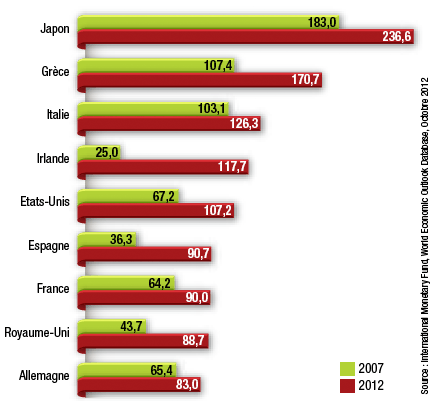 Japon
183,0
236,6
Grèce
107,4
170,7
Italie
103,1
126,3
Irlande
25,0
117,7
Etats-Unis
67,2
107,2
Espagne
36,3
90,7
France
64,2
90,0
Royaume-Uni
43,7
88,7
Allemagne
65,4
83,0
2007
2012
Source : International Monetary Fund, World Economic Outlook Database, octobre 2012